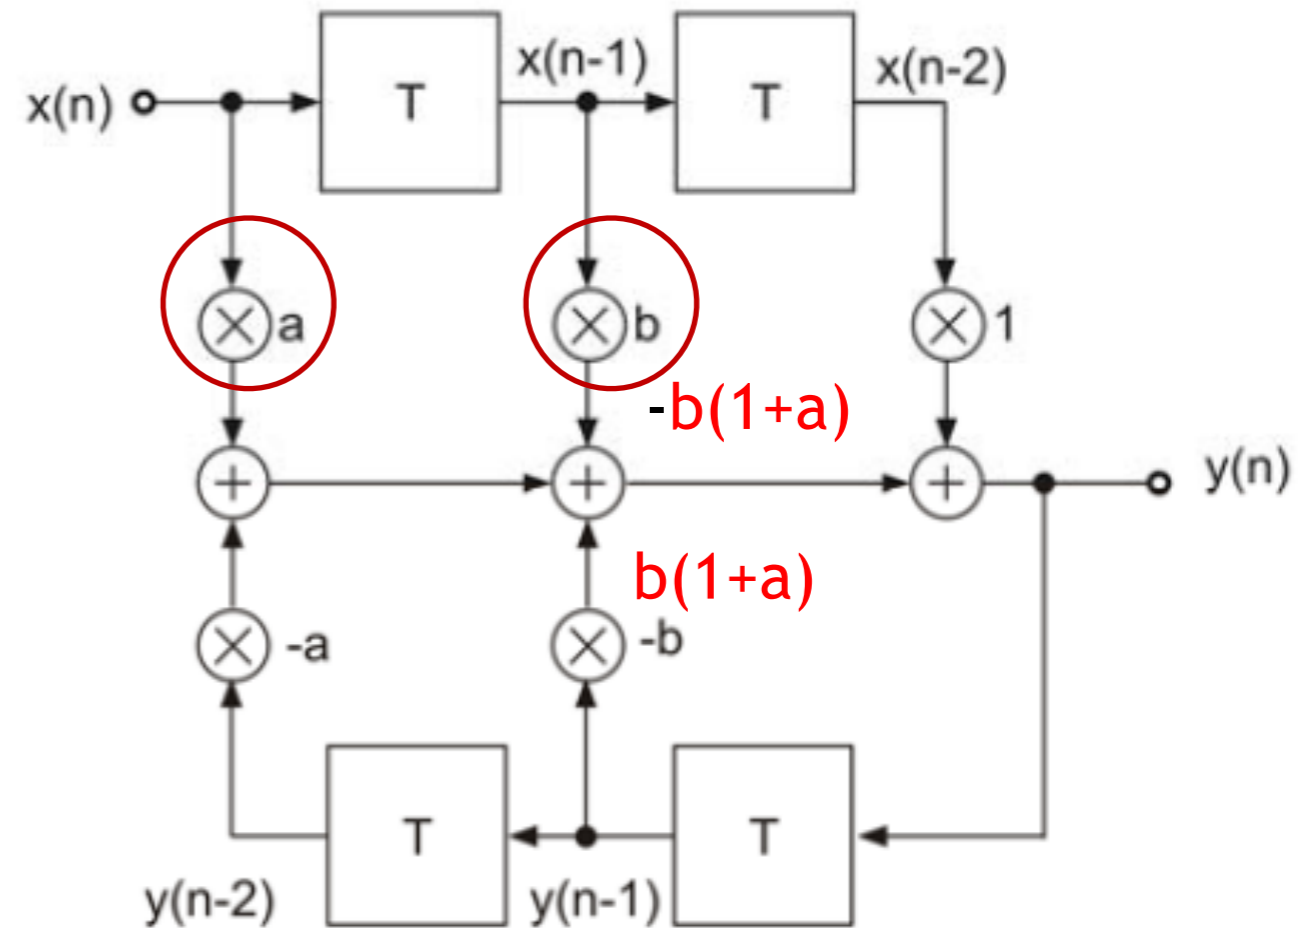 x(n)
T
x(n-1)
T
x(n-2)
a
b
1
-b(1+a)
y(n)
b(1+a)
-a
-b
T
T
y(n-2)
y(n-1)